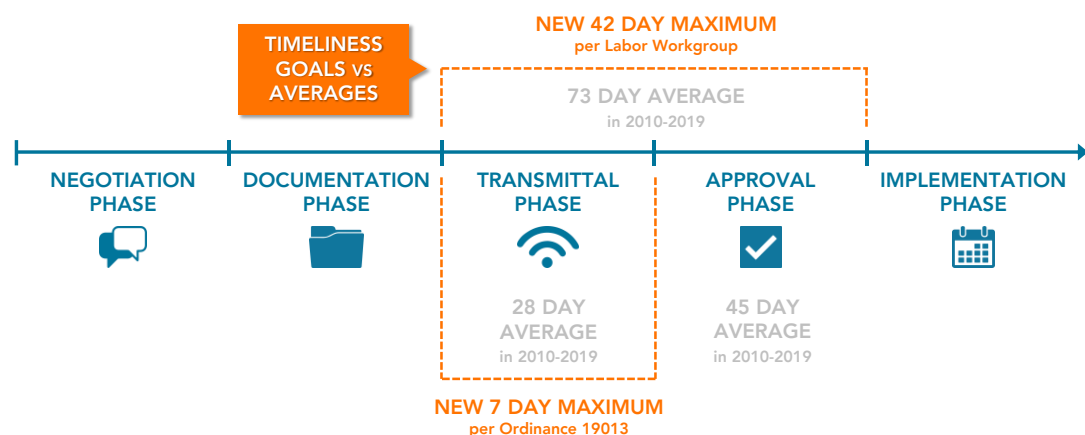 TIMELINESS
GOALS vs
AVERAGES
NEW 42 DAY MAXIMUM
per Labor Workgroup
73 DAY AVERAGE
in 2010-2019
NEGOTIATION
PHASE
DOCUMENTATION
PHASE
TRANSMITTAL
PHASE
APPROVAL
PHASE
IMPLEMENTATION
PHASE
28 DAY
AVERAGE
in 2010-2019
45 DAY
AVERAGE
in 2010-2019
NEW 7 DAY MAXIMUM
per Ordinance 19013